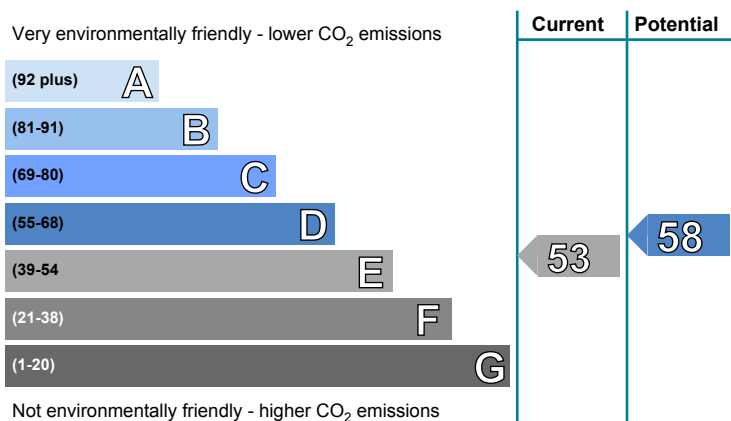 Current Potential
Very environmentally friendly - lower CO2 emissions
(92 plus) A
(81-91) B
(69-80) C
(55-68) D
58
(39-54 E
53
(21-38) F
(1-20) G
Not environmentally friendly - higher CO2 emissions